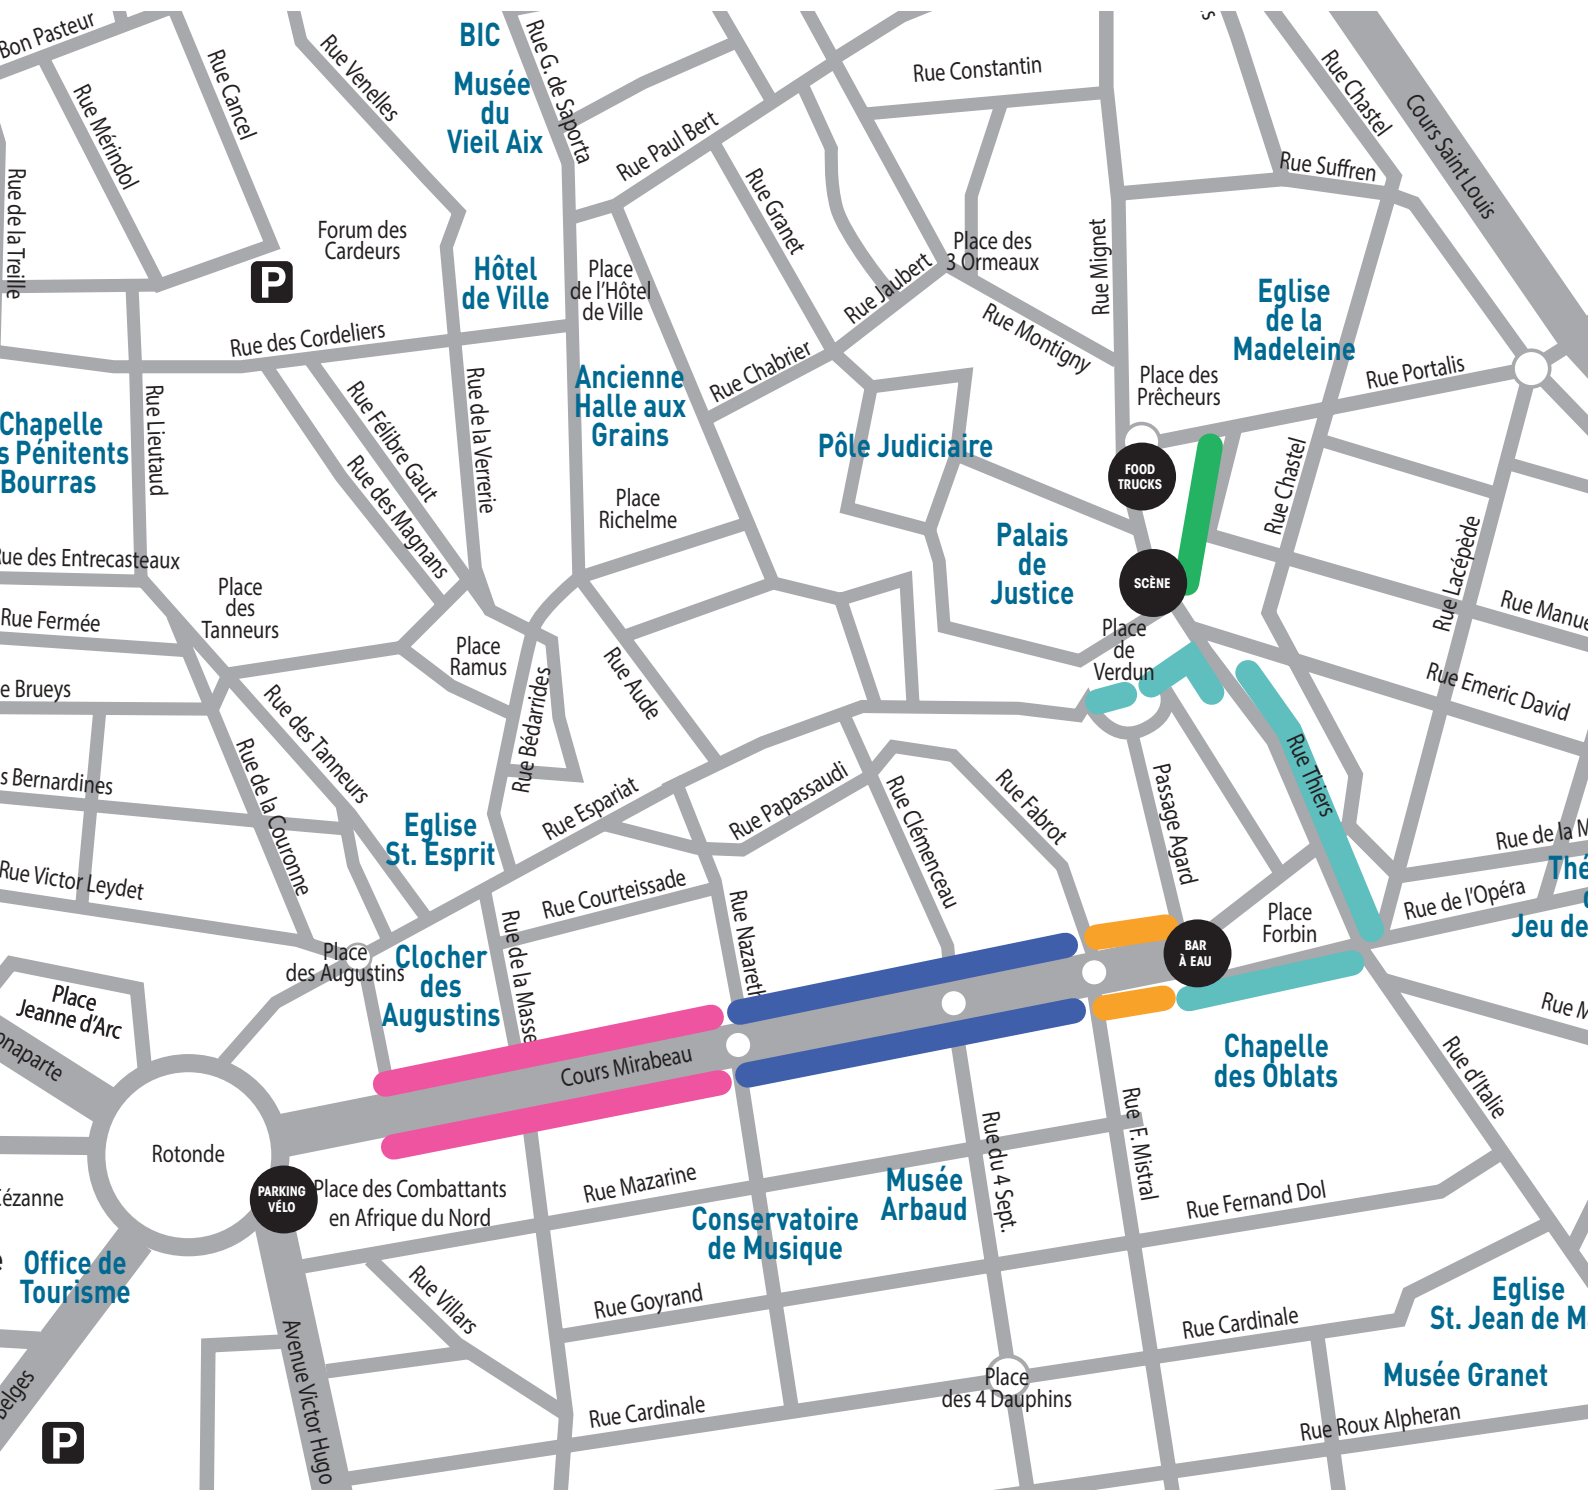 Bon Pasteur
Rue Venelles
BIC
Rue G. de Saporta
Rue Constantin
Rue Chastel
Cours Saint Louis
Rue Cancel
Rue Mérindol
Musée
du
Vieil Aix
Rue Paul Bert
Rue Suffren
Rue de la Treille
Forum des
Cardeurs
P
Hôtel
de Ville
Place
de l'Hôtel
de Ville
Rue Granet
Rue Jaubert
Place des
3 Ormeaux
Rue Mignet
Rue Montigny
Eglise
de la
Madeleine
Rue des Cordeliers
Rue Chabrier
Place des
Prêcheurs
Rue Portalis
Ancienne
Halle aux
Grains
Chapelle
s Pénitents
Bourras
Rue Lieutaud
Rue Félibre Gaut
Rue des Magnans
Rue de la Verrerie
Pôle Judiciaire
FOOD
TRUCKS
Rue Chastel
Place
Richelme
Palais
de
Justice
SCÈNE
Rue Lacépède
Rue Manue
Rue des Entrecasteaux
Place
des
Tanneurs
Rue Fermée
Place
Ramus
Rue Aude
Place
de
Verdun
Rue Emeric David
e Brueys
Rue des Tanneurs
Rue Bédarrides
Rue de la Couronne
s Bernardines
Rue Thiers
Passage Agard
Rue Fabrot
Rue Clémenceau
Rue Papassaudi
Rue Espariat
Eglise
St. Esprit
Rue de la M
Thé
Jeu de
Rue Victor Leydet
Rue Courteissade
Rue Nazareth
Rue de la Masse
Rue de l'Opéra
Place
Forbin
BAR
À EAU
Place
des Augustins
Clocher
des
Augustins
Place
Jeanne d'Arc
onaparte
Cours Mirabeau
Chapelle
des Oblats
Rue M
Rue d'Italie
Rotonde
PARKING
VÉLO
Place des Combattants
en Afrique du Nord
Rue Mazarine
Conservatoire
de Musique
Musée
Arbaud
Rue du 4 Sept.
Rue F. Mistral
Rue Fernand Dol
Cézanne
Office de
Tourisme
Rue Villars
Rue Goyrand
Rue Cardinale
Eglise
St. Jean de M
Avenue Victor Hugo
Belges
P
Rue Cardinale
Place
des 4 Dauphins
Musée Granet
Rue Roux Alpheran